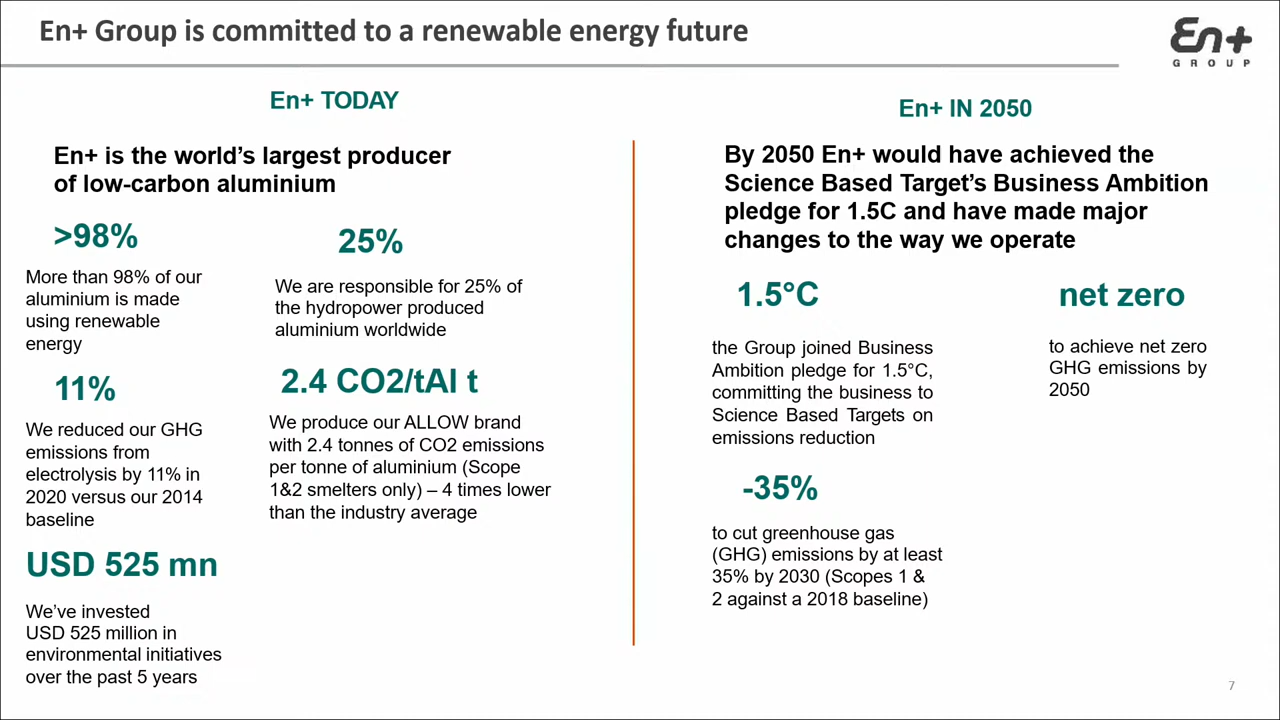 En+ Group is committed to a renewable energy future
En+
GROUP
En+ TODAY
En+ is the world’s largest producer
of low-carbon aluminium
>98%
More than 98% of our
aluminium is made
using renewable
energy
25%
We are responsible for 25% of
the hydropower produced
aluminium worldwide
11%
We reduced our GHG
emissions from
electrolysis by 11% in
2020 versus our 2014
baseline
2.4 CO2/tAl t
We produce our ALLOW brand
with 2.4 tonnes of CO2 emissions
per tonne of aluminium (Scope
1&2 smelters only) – 4 times lower
than the industry average
USD 525 mn
We’ve invested
USD 525 million in
environmental initiatives
over the past 5 years
En+ IN 2050
By 2050 En+ would have achieved the
Science Based Target’s Business Ambition
pledge for 1.5C and have made major
changes to the way we operate
1.5°C
the Group joined Business
Ambition pledge for 1.5°C,
committing the business to
Science Based Targets on
emissions reduction
net zero
to achieve net zero
GHG emissions by
2050
-35%
to cut greenhouse gas
(GHG) emissions by at least
35% by 2030 (Scopes 1 &
2 against a 2018 baseline)
7